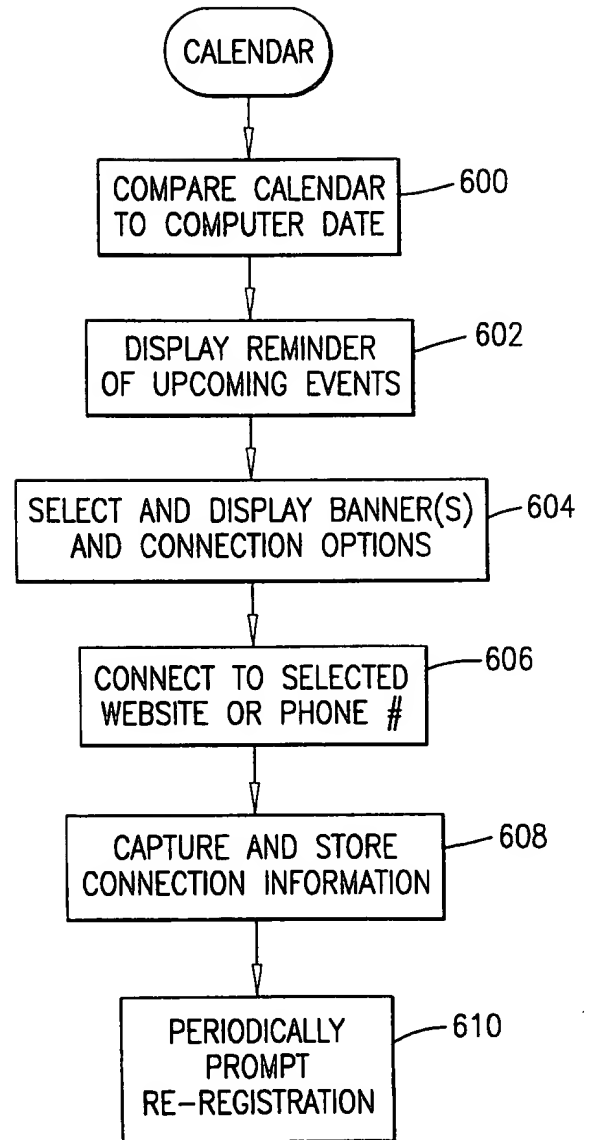 CALENDAR
COMPARE CALENDAR
TO COMPUTER DATE
600
DISPLAY REMINDER
OF UPCOMING EVENTS
602
SELECT AND DISPLAY BANNER(S)
AND CONNECTION OPTIONS
604
CONNECT TO SELECTED
WEBSITE OR PHONE #
606
CAPTURE AND STORE
CONNECTION INFORMATION
608
PERIODICALLY
PROMPT
RE-REGISTRATION
610